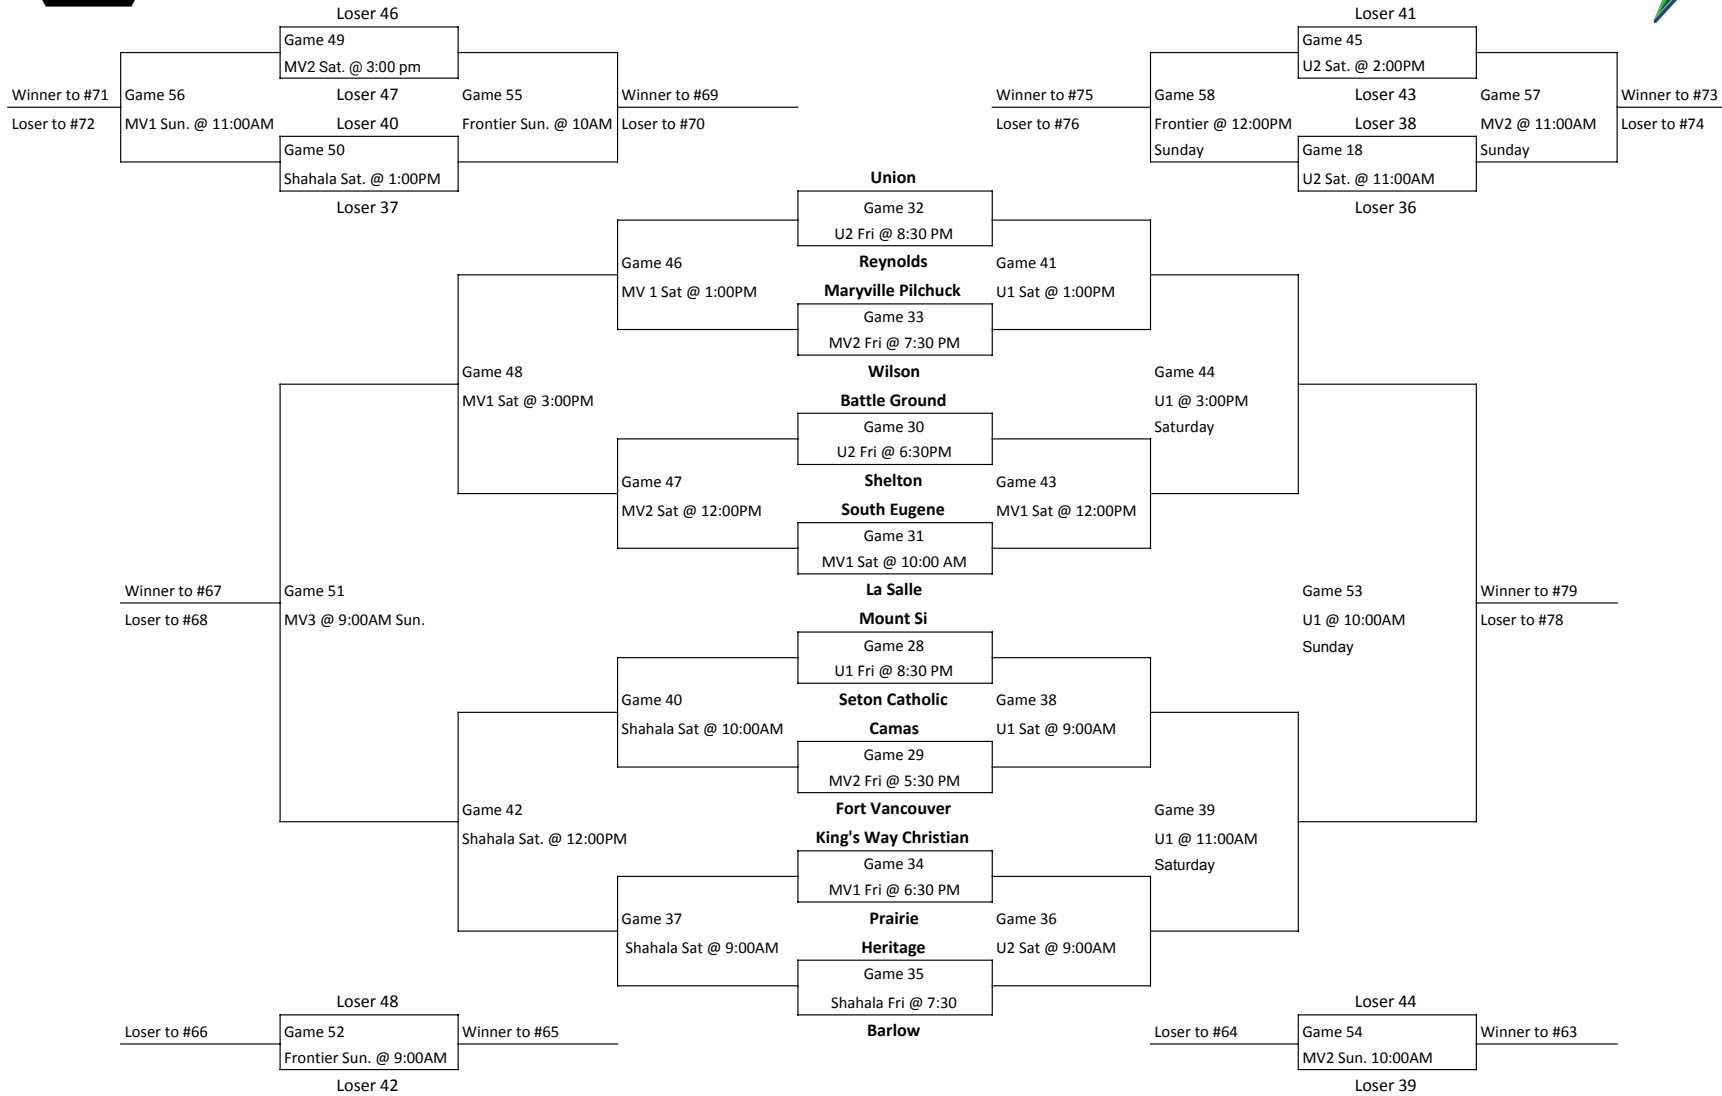 Loser 46
Game 49
MV2 Sat. @ 3:00 pm
Loser 47
Winner to #71
Loser to #72
Game 56
MV1 Sun. @ 11:00AM
Game 55
Frontier Sun. @ 10AM
Winner to #69
Loser to #70
Loser 40
Game 50
Shahala Sat. @ 1:00PM
Loser 37
Loser 41
Game 45
U2 Sat. @ 2:00PM
Loser 43
Winner to #75
Loser to #76
Game 58
Frontier @ 12:00PM
Sunday
Game 57
MV2 @ 11:00AM
Sunday
Winner to #73
Loser to #74
Loser 38
Game 18
U2 Sat. @ 11:00AM
Loser 36
Union
Game 32
U2 Fri @ 8:30 PM
Reynolds
Game 46
MV 1 Sat @ 1:00PM
Game 41
U1 Sat @ 1:00PM
Maryville Pilchuck
Game 33
MV2 Fri @ 7:30 PM
Wilson
Game 48
MV1 Sat @ 3:00PM
Game 44
U1 @ 3:00PM
Saturday
Battle Ground
Game 30
U2 Fri @ 6:30PM
Shelton
Game 47
MV2 Sat @ 12:00PM
Game 43
MV1 Sat @ 12:00PM
South Eugene
Game 31
MV1 Sat @ 10:00 AM
La Salle
Winner to #67
Loser to #68
Game 51
MV3 @ 9:00AM Sun.
Game 53
U1 @ 10:00AM
Sunday
Winner to #79
Loser to #78
Mount Si
Game 28
U1 Fri @ 8:30 PM
Seton Catholic
Game 40
Shahala Sat @ 10:00AM
Game 38
U1 Sat @ 9:00AM
Camas
Game 29
MV2 Fri @ 5:30 PM
Fort Vancouver
Game 42
Shahala Sat. @ 12:00PM
Game 39
U1 @ 11:00AM
Saturday
King's Way Christian
Game 34
MV1 Fri @ 6:30 PM
Prairie
Game 37
Shahala Sat @ 9:00AM
Game 36
U2 Sat @ 9:00AM
Heritage
Game 35
Shahala Fri @ 7:30
Barlow
Loser 48
Loser to #66
Game 52
Frontier Sun. @ 9:00AM
Winner to #65
Loser 42
Loser 44
Loser to #64
Game 54
MV2 Sun. 10:00AM
Winner to #63
Loser 39